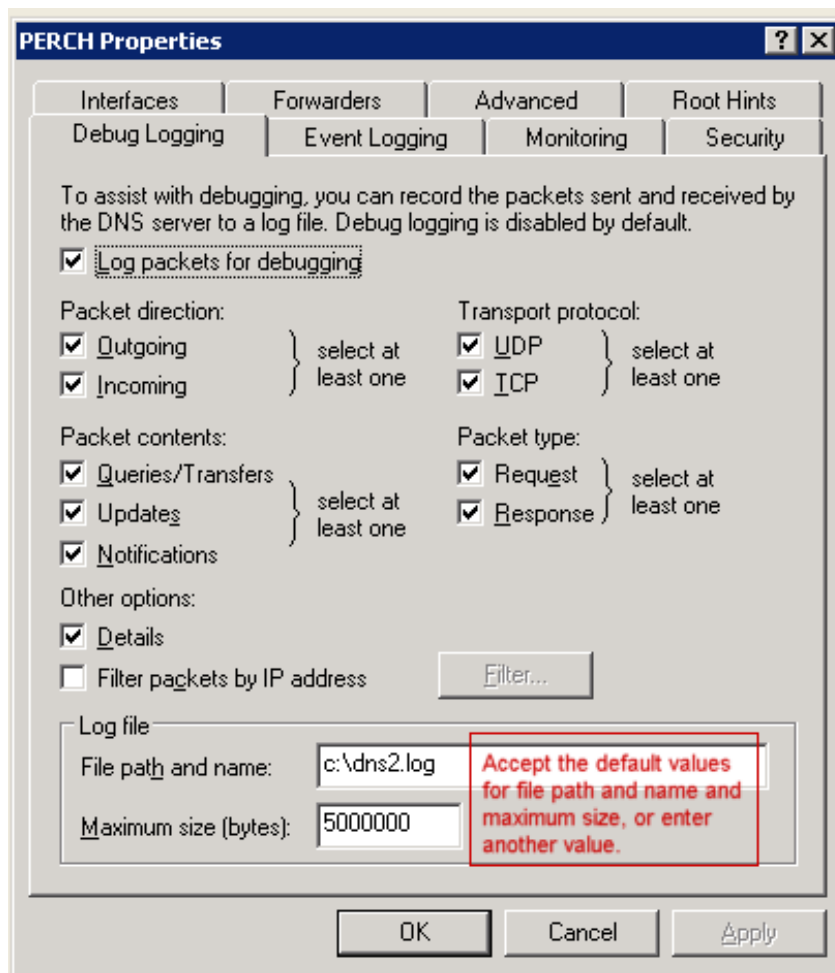 PERCH Properties
Interfaces Forwarders Advanced Root Hints
Debug Logging Event Logging Monitoring Security
To assist with debugging, you can record the packets sent and received by
the DNS server to a log file. Debug logging is disabled by default.
Log packets for debugging
Packet direction:
Outgoing
Incoming
select at
least one
Transport protocol:
UDP
TCP
select at
least one
Packet contents:
Queries/Transfers
Updates
Notifications
select at
least one
Packet type:
Request
Response
select at
least one
Other options:
Details
Filter packets by IP address
Filter...
Log file
File path and name: c:\dns2.log
Maximum size (bytes): 5000000
Accept the default values
for file path and name and
maximum size, or enter
another value.
OK Cancel Apply